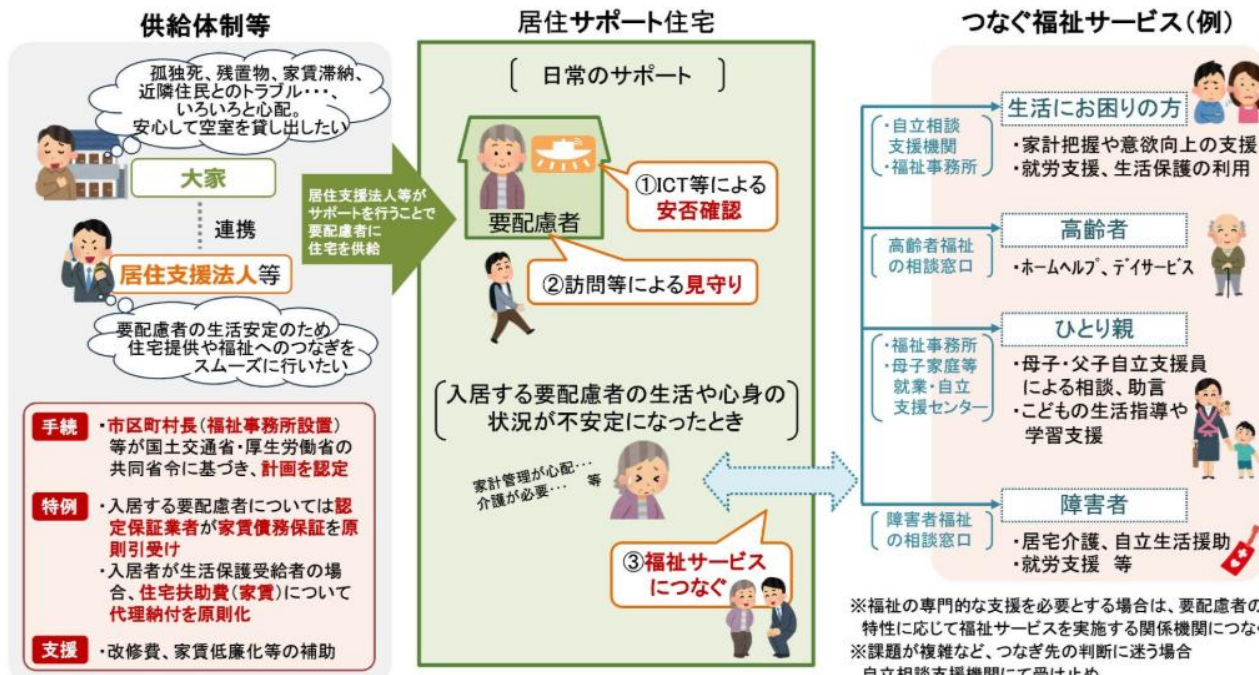 供給体制等
孤独死、残置物、家賃滞納、
近隣住民とのトラブル・・・、
いろいろと心配。
安心して空室を貸し出したい
大家
連携
居住支援法人等
要配慮者の生活安定のため
住宅提供や福祉へのつなぎを
スムーズに行いたい
手続
・市区町村長(福祉事務所設置)
等が国土交通省・厚生労働省の
共同省令に基づき、計画を認定
特例
・入居する要配慮者については認
定保証業者が家賃債務保証を原
則引受け
・入居者が生活保護受給者の場
合、住宅扶助費(家賃)について
代理納付を原則化
支援
・改修費、家賃低廉化等の補助
居住支援法人等が
サポートを行うことで
要配慮者に
住宅を供給
居住サポート住宅
日常のサポート
要配慮者
①ICT等による
安否確認
②訪問等による見守り
入居する要配慮者の生活や心身の
状況が不安定になったとき
家計管理が心配・・・
介護が必要・・・ 等
③福祉サービス
につなぐ
つなぐ福祉サービス(例)
・自立相談
支援機関
・福祉事務所
生活にお困りの方
・家計把握や意欲向上の支援
・就労支援、生活保護の利用
高齢者福祉
の相談窓口
高齢者
・ホームヘルプ、デイサービス
・福祉事務所
・母子家庭等
就業・自立
支援センター
ひとり親
・母子・父子自立支援員
による相談、助言
・こどもの生活指導や
学習支援
障害者福祉
の相談窓口
障害者
・居宅介護、自立生活援助
・就労支援 等
※福祉の専門的な支援を必要とする場合は、要配慮者の
特性に応じて福祉サービスを実施する関係機関につな
※課題が複雑など、つなぎ先の判断に迷う場合
自立相談支援機関にて受け止め